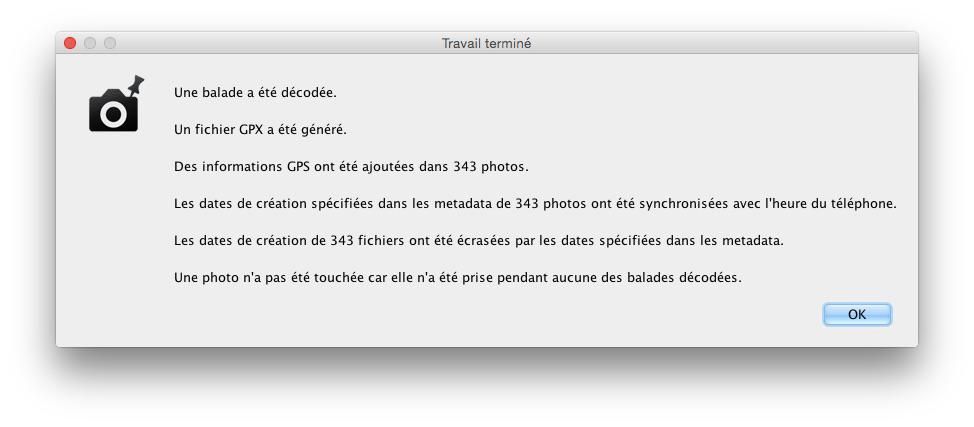 Travail terminé
Une balade a été décodée.
Un fichier GPX a été généré.
Des informations GPS ont été ajoutées dans 343 photos.
Les dates de création spécifiées dans les metadata de 343 photos ont été synchronisées avec l'heure du téléphone.
Les dates de création de 343 fichiers ont été écrasées par les dates spécifiées dans les metadata.
Une photo n'a pas été touchée car elle n'a été prise pendant aucune des balades décodées.
OK